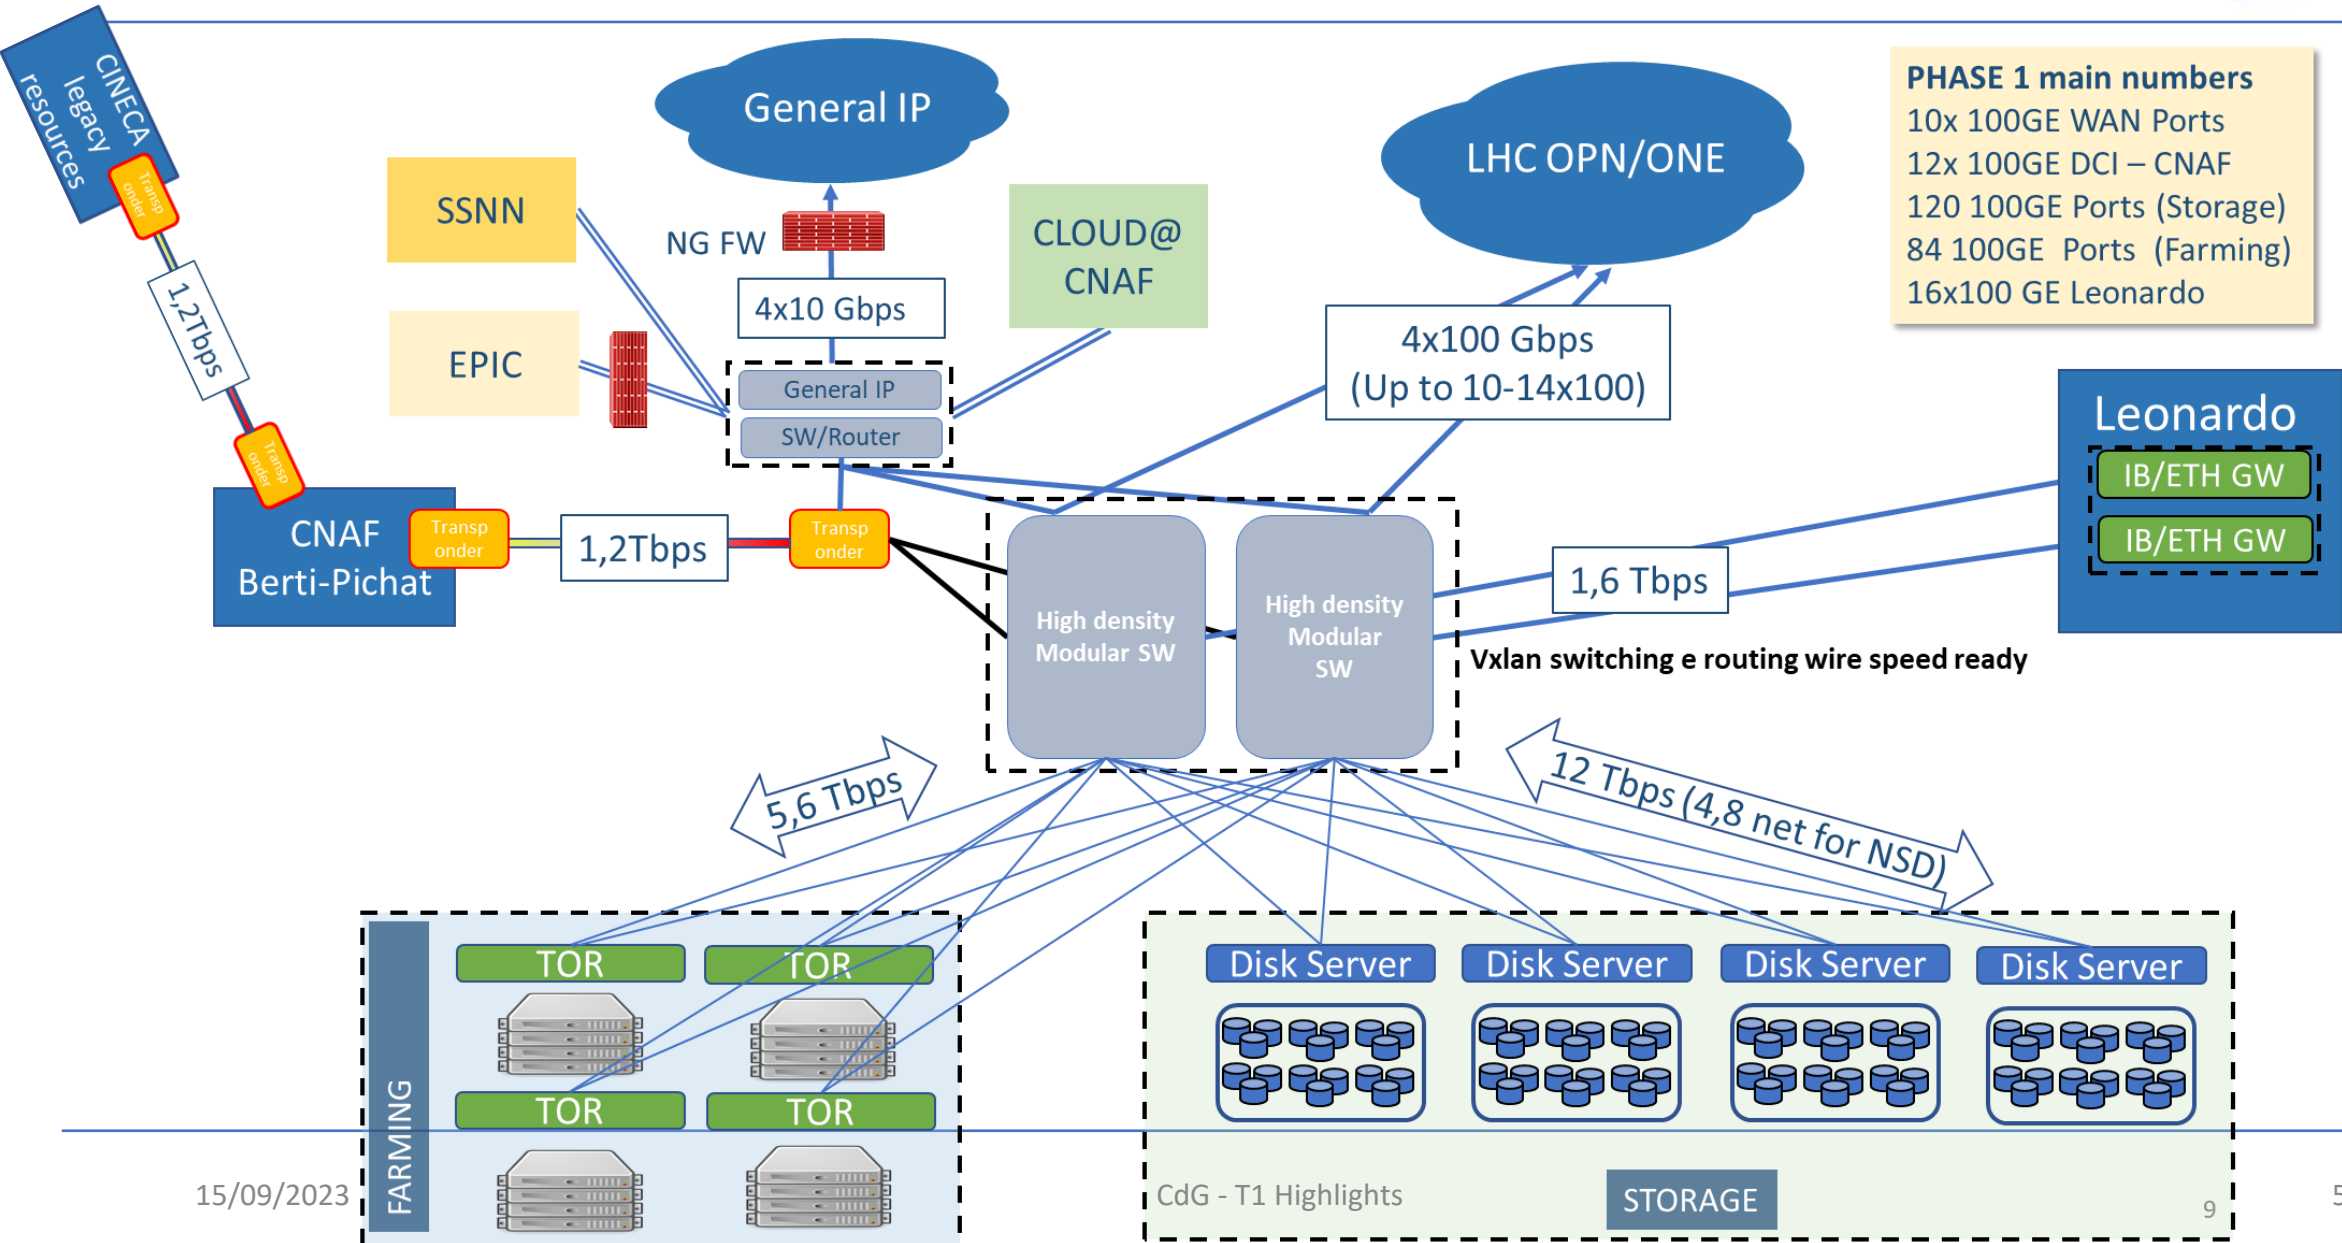 CINECA
legacy
resources
Transp
onder
1,2Tbps
Transp
onder
General IP
LHC OPN/ONE
PHASE 1 main numbers
10x 100GE WAN Ports
12x 100GE DCI – CNAF
120 100GE Ports (Storage)
84 100GE  Ports  (Farming)
16x100 GE Leonardo
SSNN
NG FW
CLOUD@
CNAF
4x10 Gbps
EPIC
General IP
SW/Router
4x100 Gbps
(Up to 10-14x100)
Leonardo
IB/ETH GW
IB/ETH GW
CNAF
Berti-Pichat
Transp
onder
1,2Tbps
Transp
onder
High density
Modular SW
High density
Modular
SW
1,6 Tbps
Vxlan switching e routing wire speed ready
5,6 Tbps
12 Tbps (4,8 net for NSD)
FARMING
TOR
TOR
TOR
TOR
Disk Server
Disk Server
Disk Server
Disk Server
STORAGE
15/09/2023
CdG - T1 Highlights
9
5